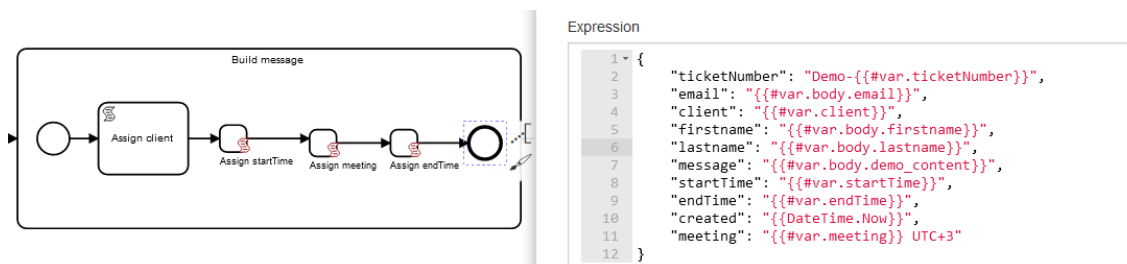 Build message
Assign client
Assign startTime
Assign meeting
Assign endTime
Expression
1 {
2 "ticketNumber": "Demo-{{#var.ticketNumber}}",
3 "email": "{{#var.body.email}}",
4 "client": "{{#var.client}}",
5 "firstname": "{{#var.body.firstname}}",
6 "lastname": "{{#var.body.lastname}}",
7 "message": "{{#var.body.demo_content}}",
8 "startTime": "{{#var.startTime}}",
9 "endTime": "{{#var.endTime}}",
10 "created": "{{DateTime.Now}}",
11 "meeting": "{{#var.meeting}} UTC+3"
12 }